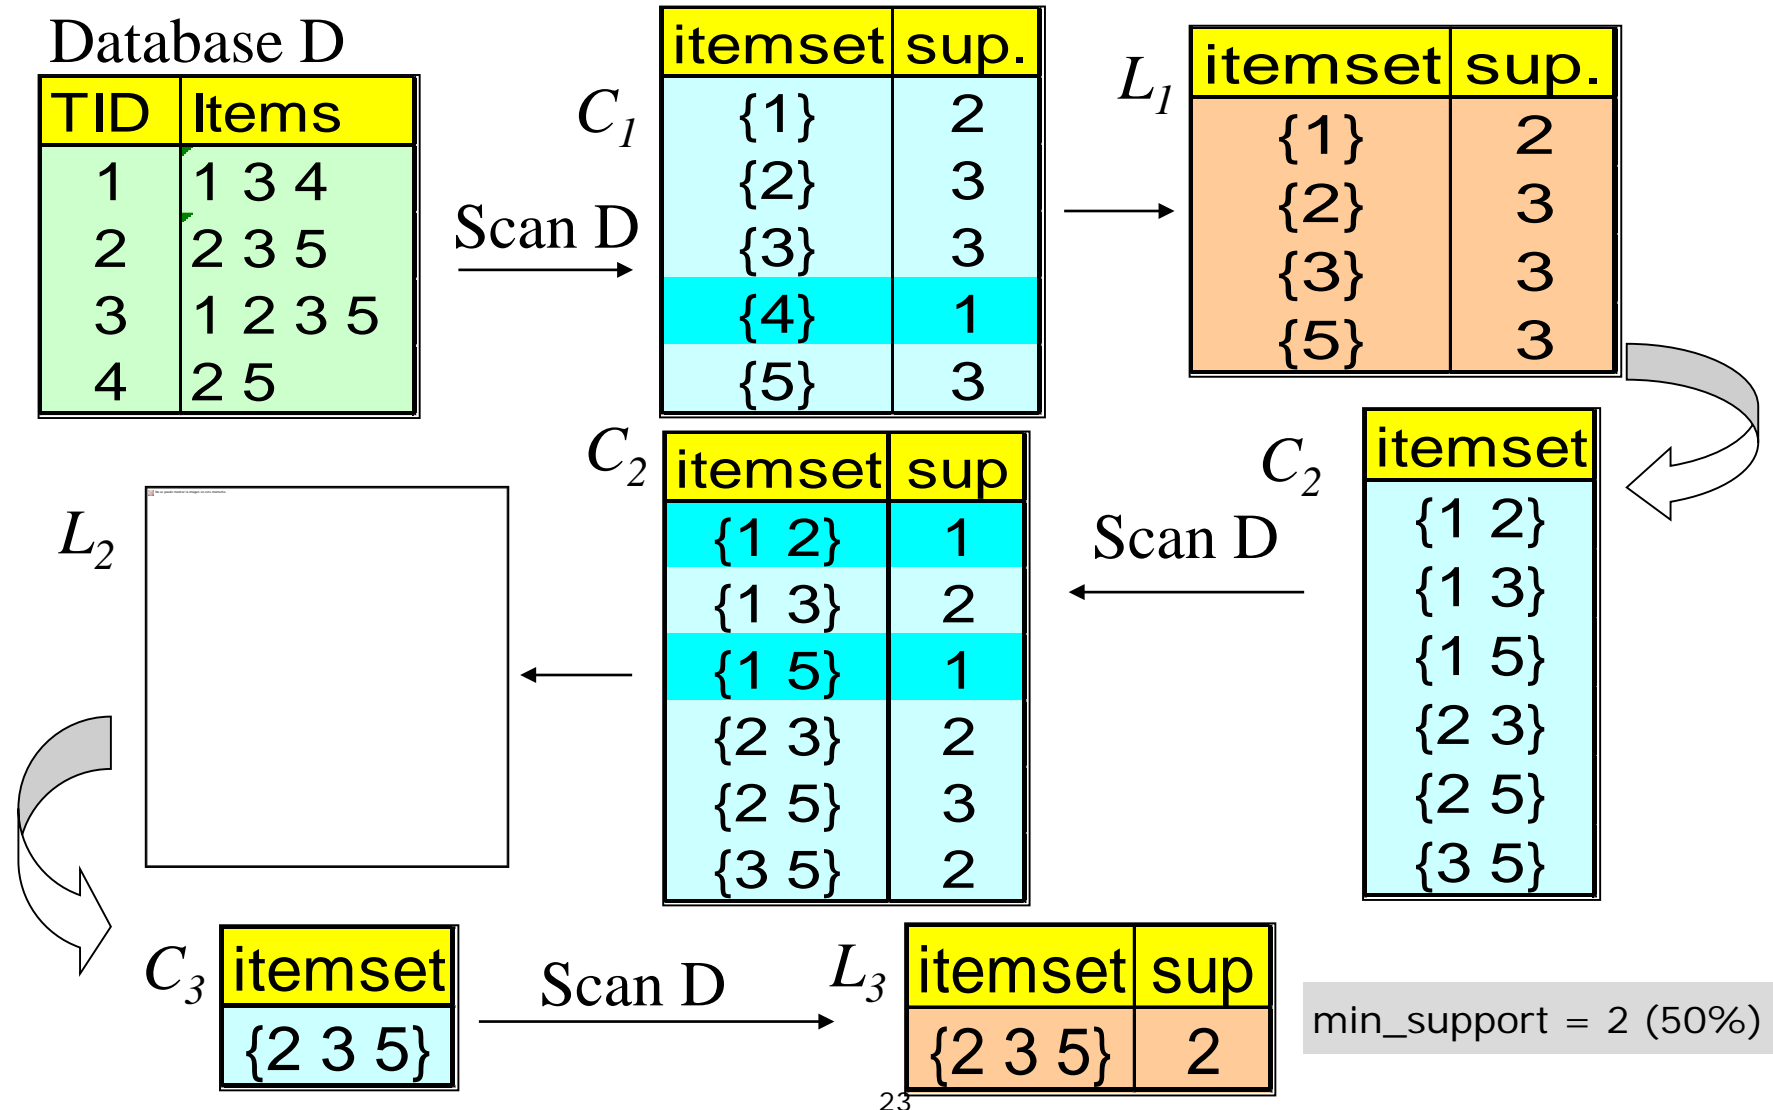 Database D
TID Items
1 1 3 4
2 2 3 5
3 1 2 3 5
4 2 5
Scan D
C1
itemset sup.
{1} 2
{2} 3
{3} 3
{4} 1
{5} 3
L1
itemset sup.
{1} 2
{2} 3
{3} 3
{5} 3
C2
itemset
{1 2}
{1 3}
{1 5}
{2 3}
{2 5}
{3 5}
Scan D
C2
itemset sup
{1 2} 1
{1 3} 2
{1 5} 1
{2 3} 2
{2 5} 3
{3 5} 2
L2
C3
itemset
{2 3 5}
Scan D
L3
itemset sup
{2 3 5} 2
min_support = 2 (50%)
23